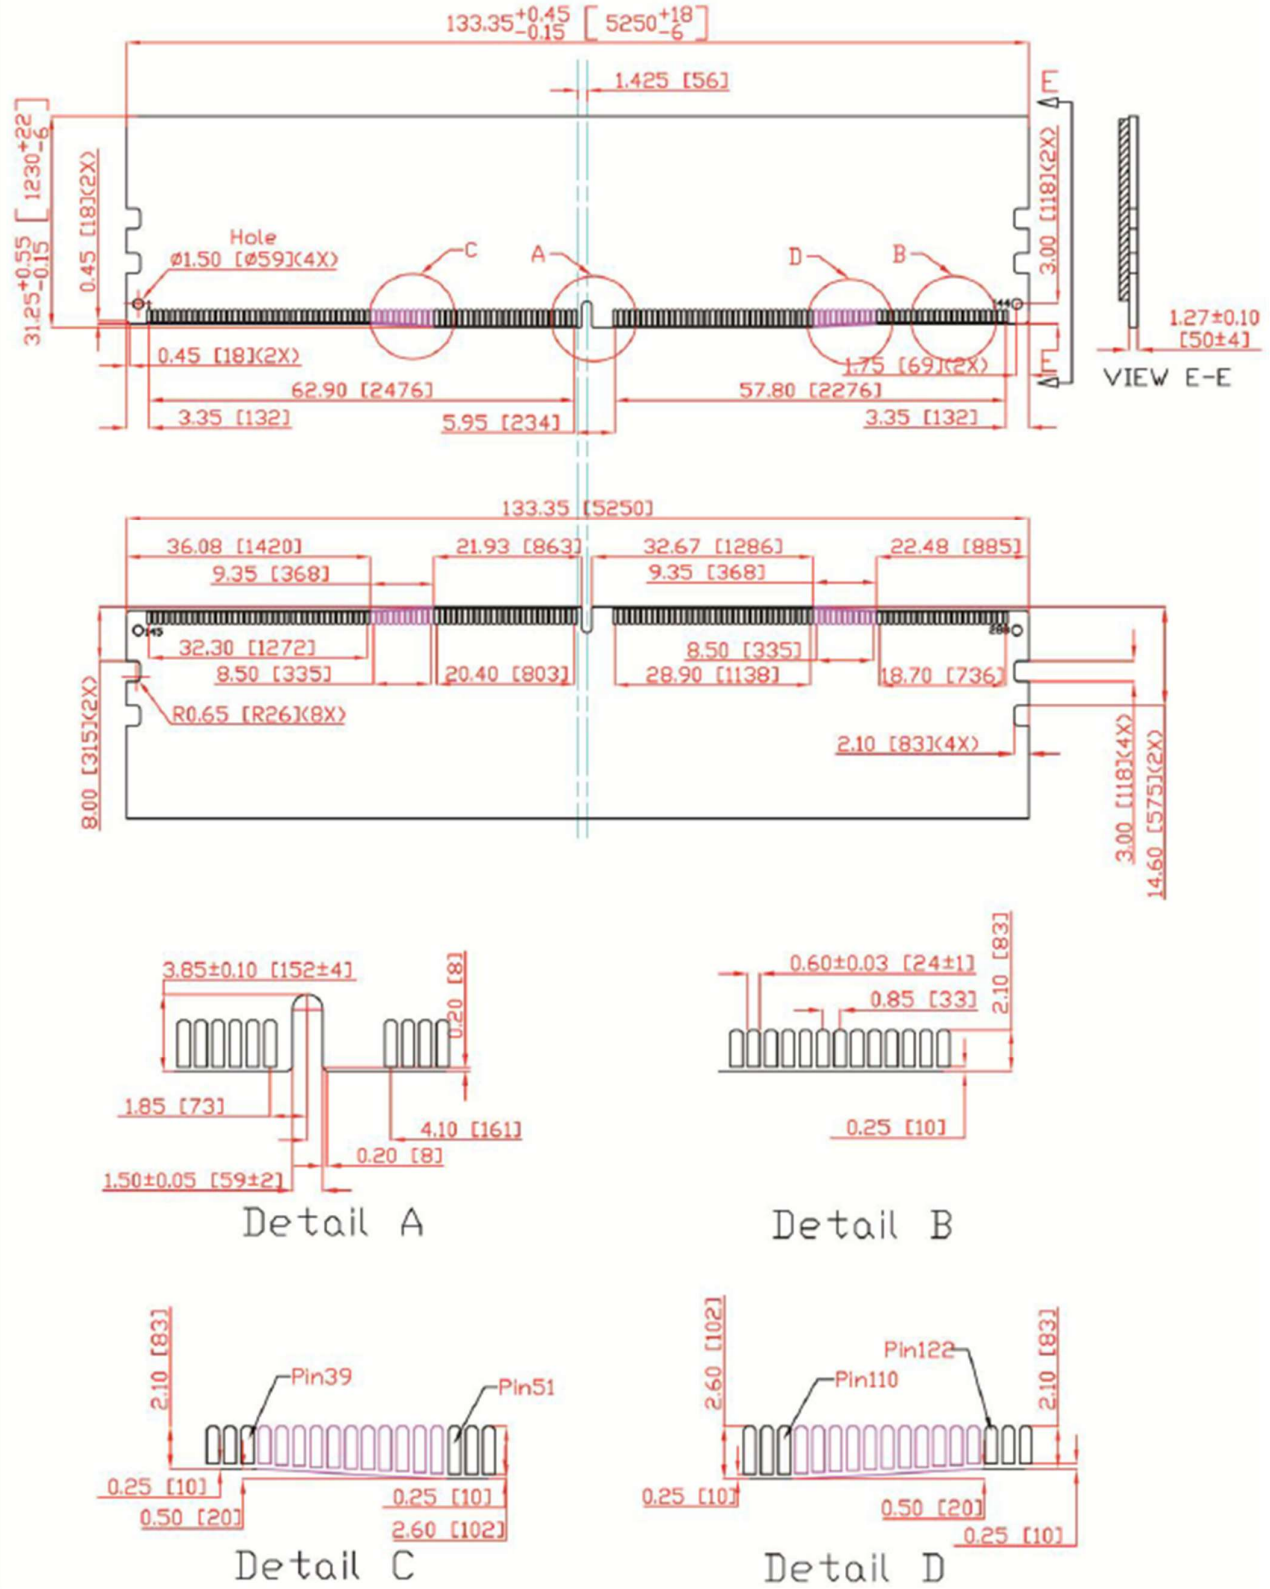 133.35+0.45-0.15 [ 5250+18-6 ]
1.425 [56]
E
31.25+0.55-0.15 [ 1230+22-6 ]
0.45 [18](2X)
3.00 [118](2X)
Hole
Ø1.50 [Ø59](4X)
C
A
D
B
1
144
1.27±0.10
[50±4]
0.45 [18](2X)
1.75 [69](2X)
E
VIEW E-E
62.90 [2476]
57.80 [2276]
3.35 [132]
5.95 [234]
3.35 [132]
133.35 [5250]
36.08 [1420]
21.93 [863]
32.67 [1286]
22.48 [885]
9.35 [368]
9.35 [368]
145
288
32.30 [1272]
8.50 [335]
8.50 [335]
20.40 [803]
28.90 [1138]
18.70 [736]
R0.65 [R26](8X)
2.10 [83](4X)
8.00 [315](2X)
3.00 [118](4X)
14.60 [575](2X)
3.85±0.10 [152±4]
0.20 [8]
1.85 [73]
4.10 [161]
0.20 [8]
1.50±0.05 [59±2]
Detail A
0.60±0.03 [24±1]
0.85 [33]
2.10 [83]
0.25 [10]
Detail B
2.10 [83]
Pin39
Pin51
0.25 [10]
0.50 [20]
0.25 [10]
2.60 [102]
Detail C
2.60 [102]
Pin122
Pin110
2.10 [83]
0.25 [10]
0.50 [20]
0.25 [10]
Detail D